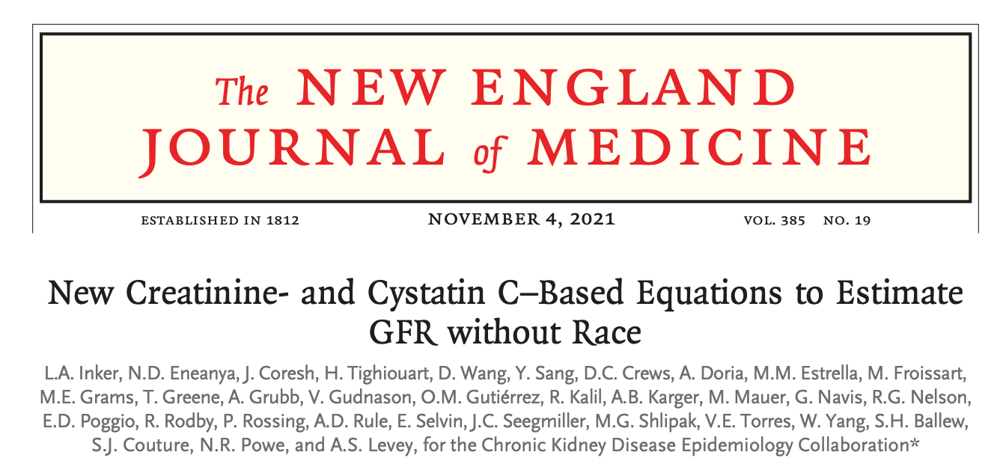 The NEW ENGLAND
JOURNAL of MEDICINE
ESTABLISHED IN 1812 NOVEMBER 4, 2021 VOL. 385 NO. 19
New Creatinine- and Cystatin C–Based Equations to Estimate
GFR without Race
L.A. Inker, N.D. Eneanya, J. Coresh, H. Tighiouart, D. Wang, Y. Sang, D.C. Crews, A. Doria, M.M. Estrella, M. Froissart,
M.E. Grams, T. Greene, A. Grubb, V. Gudnason, O.M. Gutiérrez, R. Kalil, A.B. Karger, M. Mauer, G. Navis, R.G. Nelson,
E.D. Poggio, R. Rodby, P. Rossing, A.D. Rule, E. Selvin, J.C. Seegmiller, M.G. Shlipak, V.E. Torres, W. Yang, S.H. Ballew,
S.J. Couture, N.R. Powe, and A.S. Levey, for the Chronic Kidney Disease Epidemiology Collaboration*